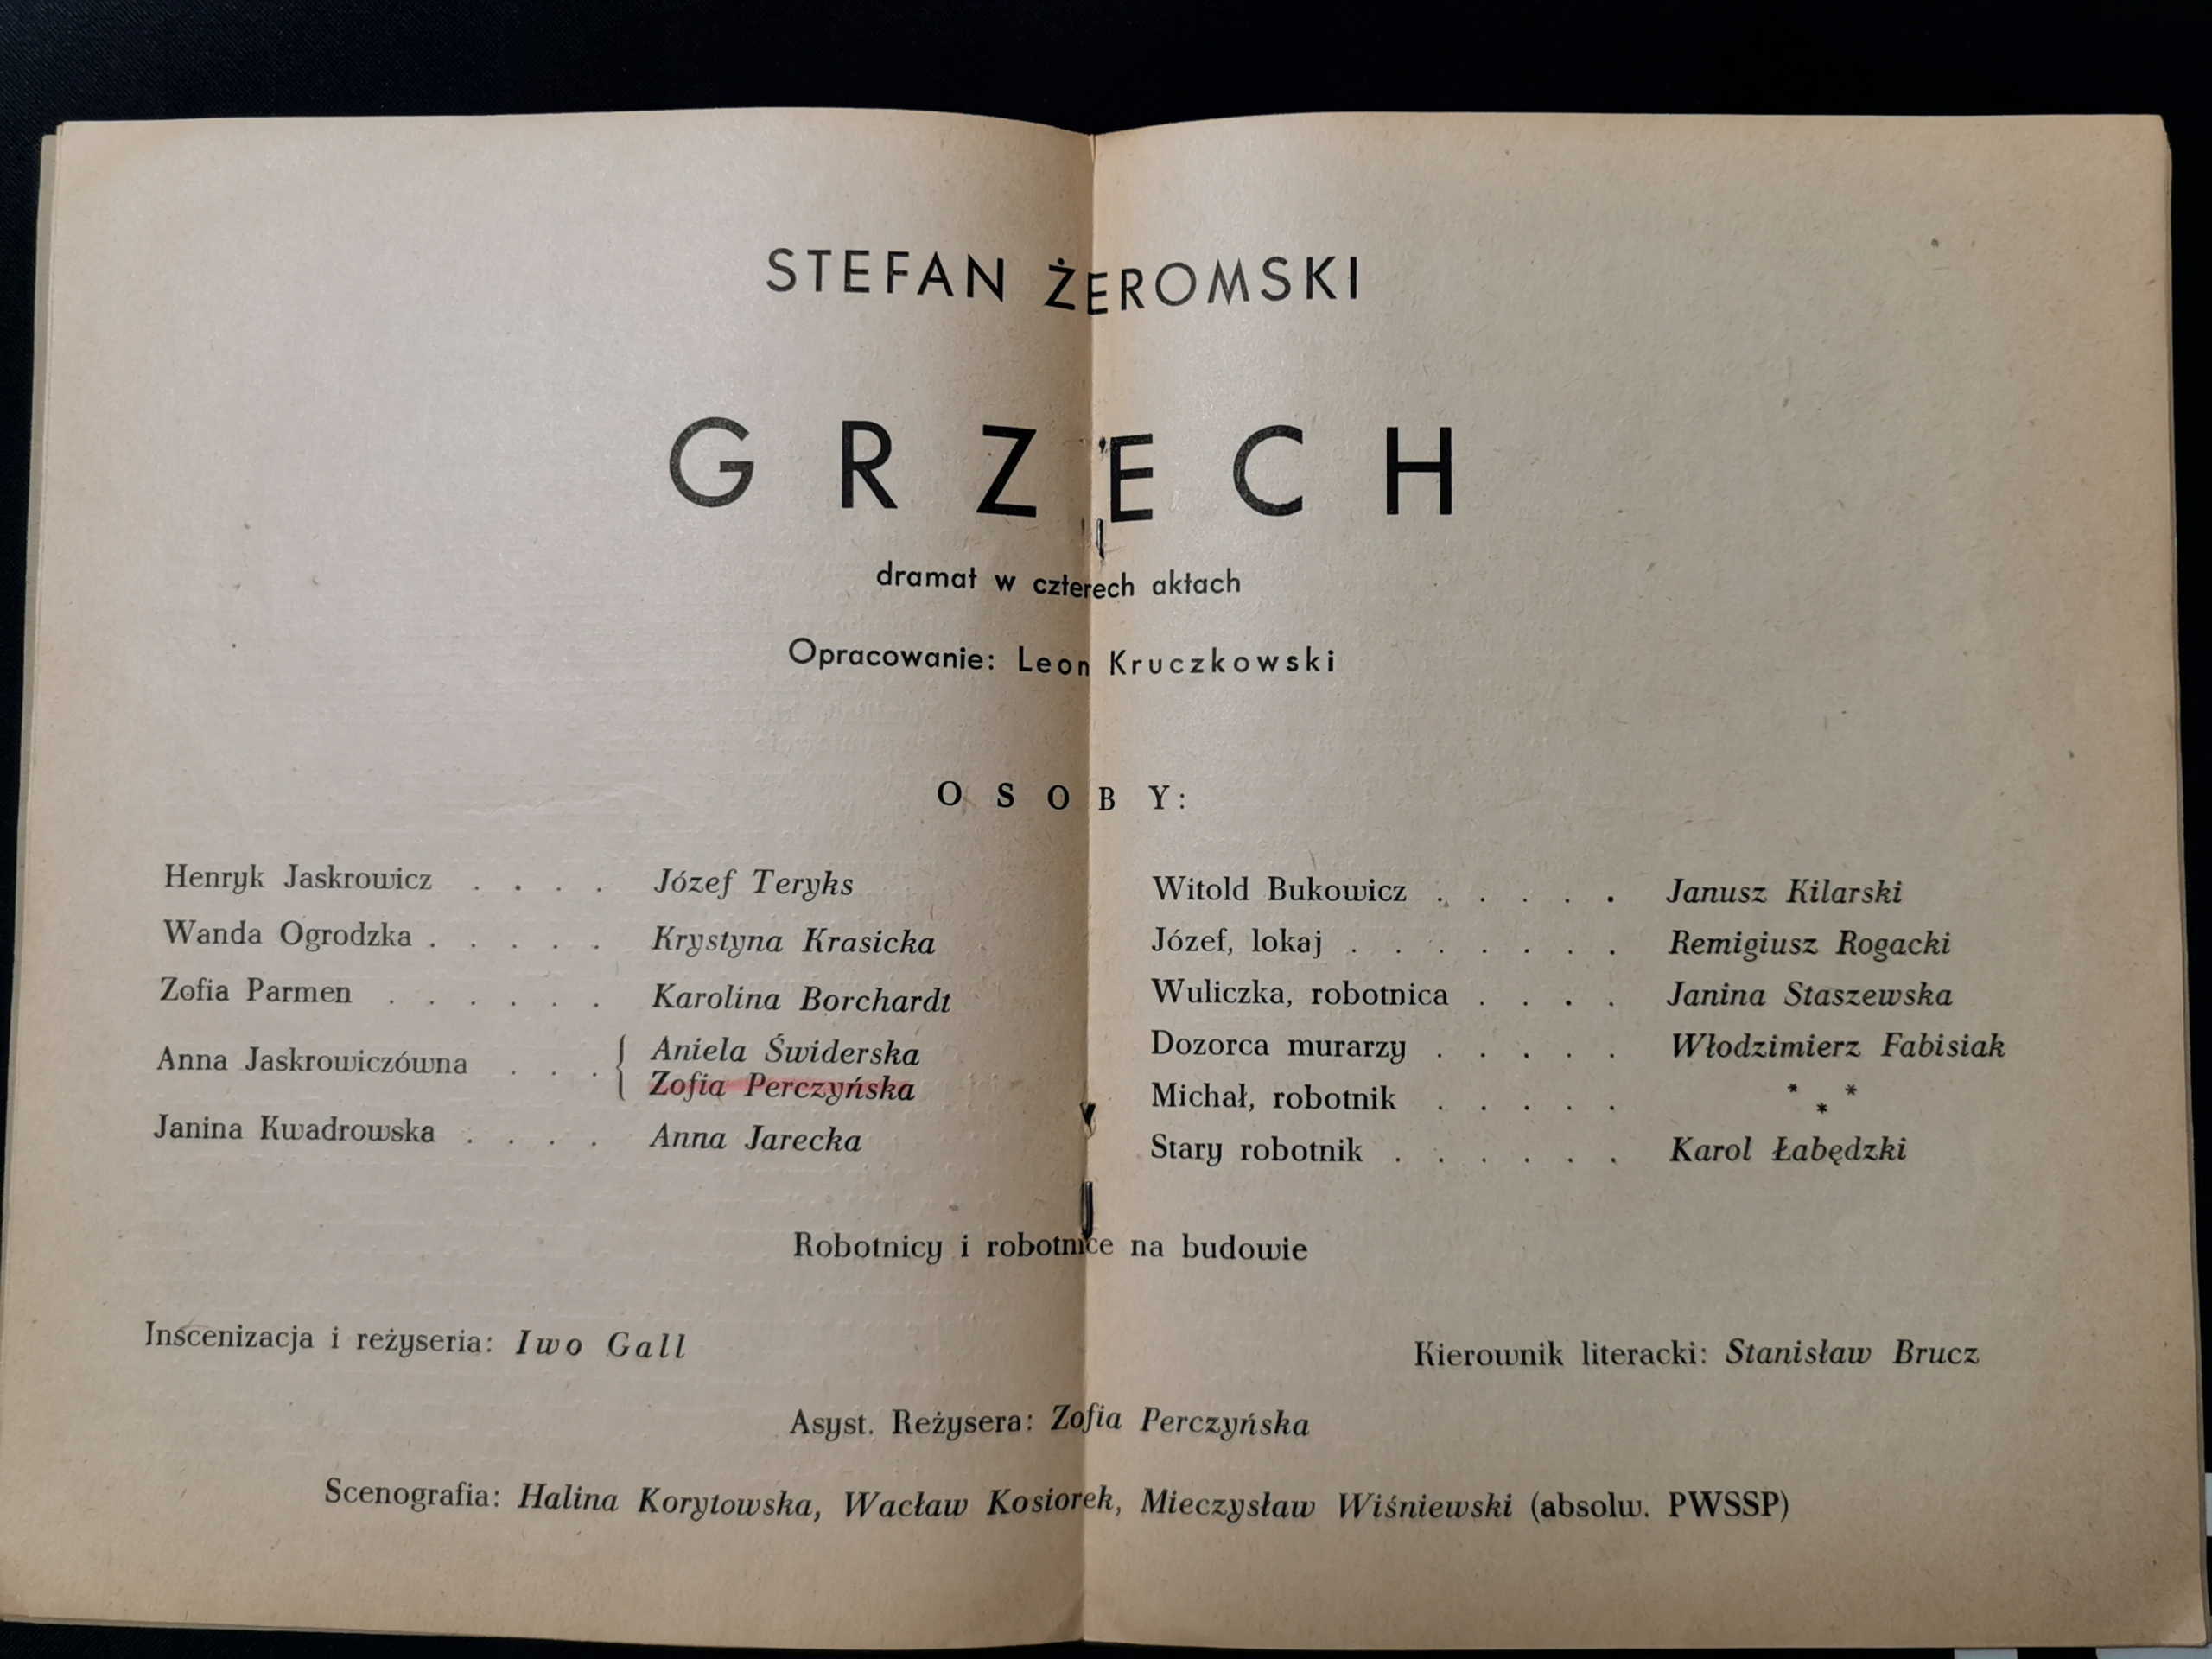 STEFAN ŻEROMSKI
GRZECH
dramat w czterech aktach
Opracowanie: Leon Kruczkowski
OSOBY:
Henryk Jaskrowicz . . . . Józef Teryks
Wanda Ogrodzka . . . . . Krystyna Krasicka
Zofia Parmen . . . . . . Karolina Borchardt
Anna Jaskrowiczówna . . . { Aniela Świderska
Zofia Perczyńska
Janina Kwadrowska . . . . Anna Jarecka
Witold Bukowicz . . . . . Janusz Kilarski
Józef, lokaj . . . . . . . Remigiusz Rogacki
Wuliczka, robotnica . . . . Janina Staszewska
Dozorca murarzy . . . . . Włodzimierz Fabisiak
Michał, robotnik . . . . . * * *
Stary robotnik . . . . . . Karol Łabędzki
Robotnicy i robotnice na budowie
Inscenizacja i reżyseria: Iwo Gall
Kierownik literacki: Stanisław Brucz
Asyst. Reżysera: Zofia Perczyńska
Scenografia: Halina Korytowska, Wacław Kosiorek, Mieczysław Wiśniewski (absolw. PWSSP)